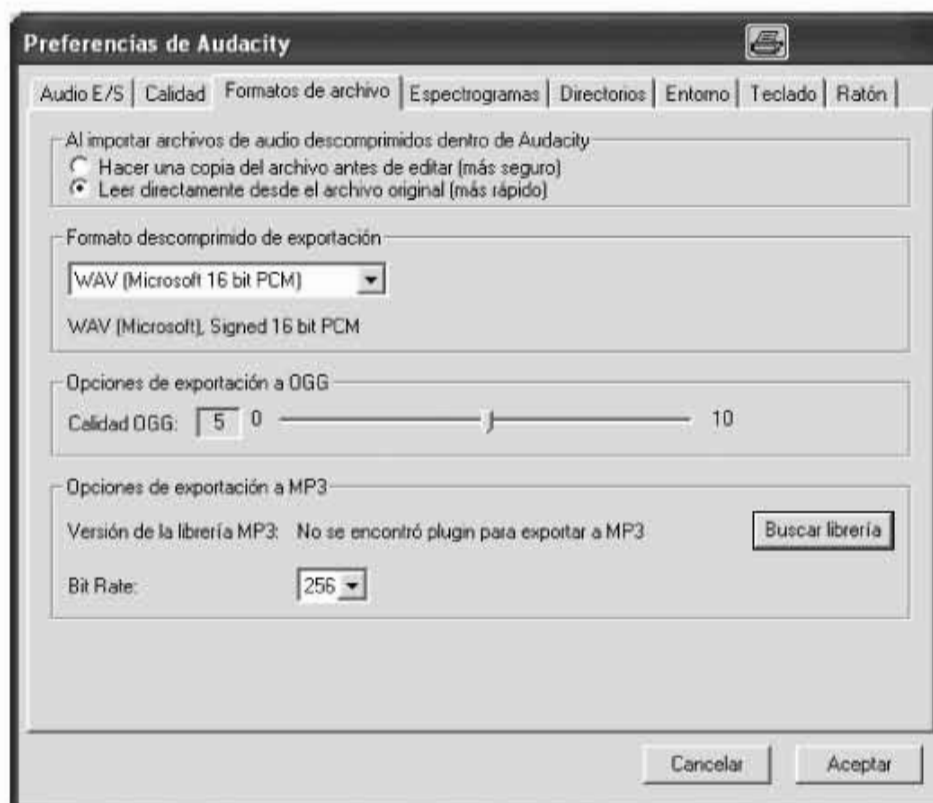 Preferencias de Audacity
Audio E/S Calidad Formatos de archivo Espectrogramas Directorios Entorno Teclado Ratón
Al importar archivos de audio descomprimidos dentro de Audacity
Hacer una copia del archivo antes de editar (más seguro)
Leer directamente desde el archivo original (más rápido)
Formato descomprimido de exportación
WAV (Microsoft 16 bit PCM)
WAV (Microsoft), Signed 16 bit PCM
Opciones de exportación a OGG
Calidad OGG: 5 0 10
Opciones de exportación a MP3
Versión de la librería MP3: No se encontró plugin para exportar a MP3 Buscar librería
Bit Rate: 256
Cancelar Aceptar